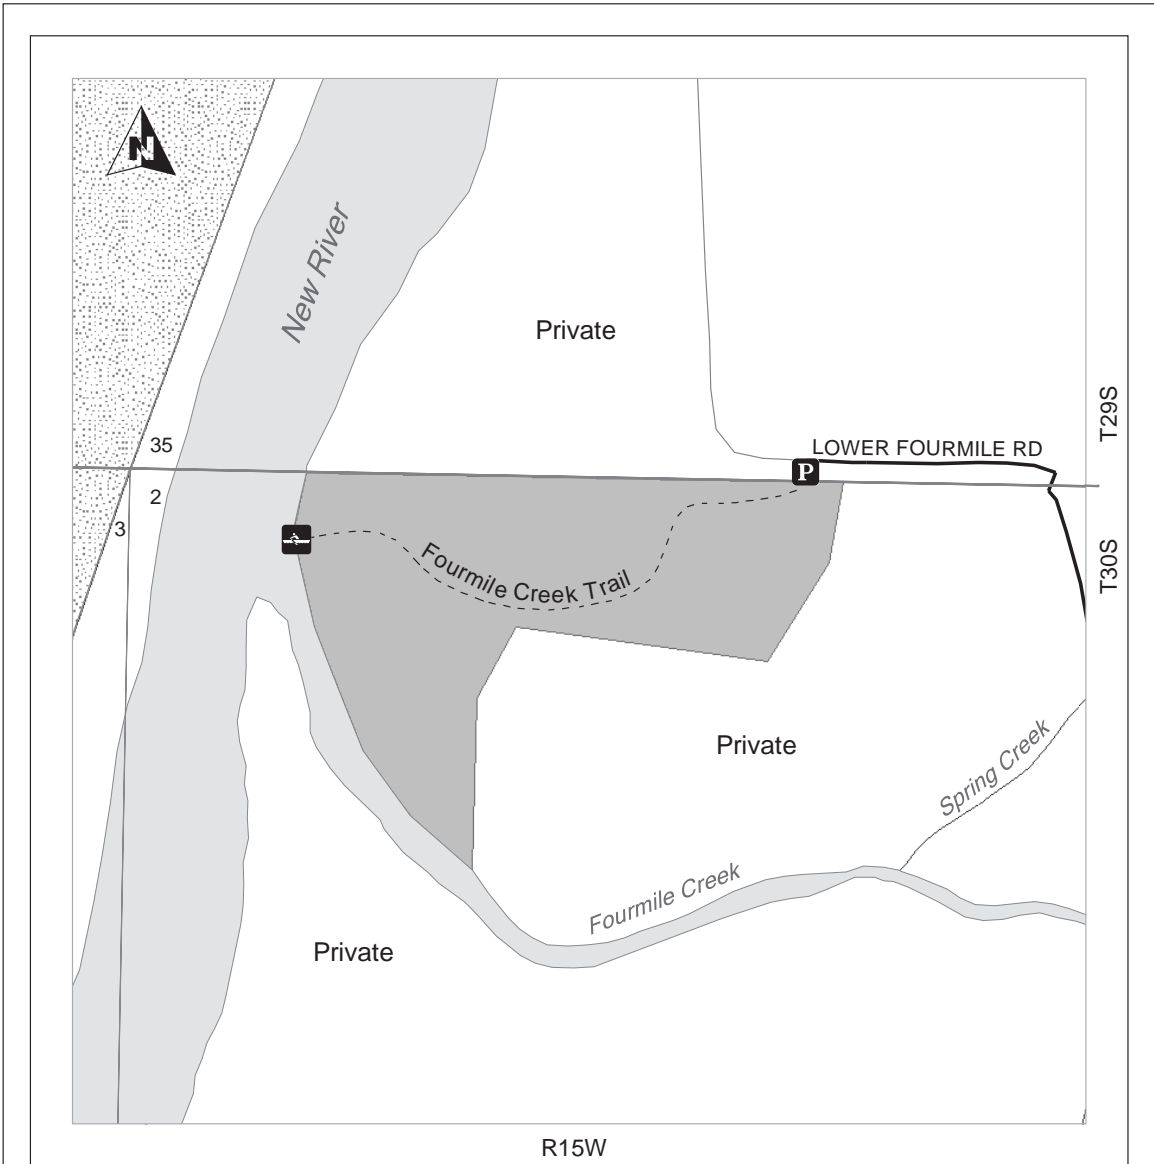 N
New River
Private
T29S
35
LOWER FOURMILE RD
P
2
3
Fourmile Creek Trail
T30S
Private
Spring Creek
Fourmile Creek
Private
R15W